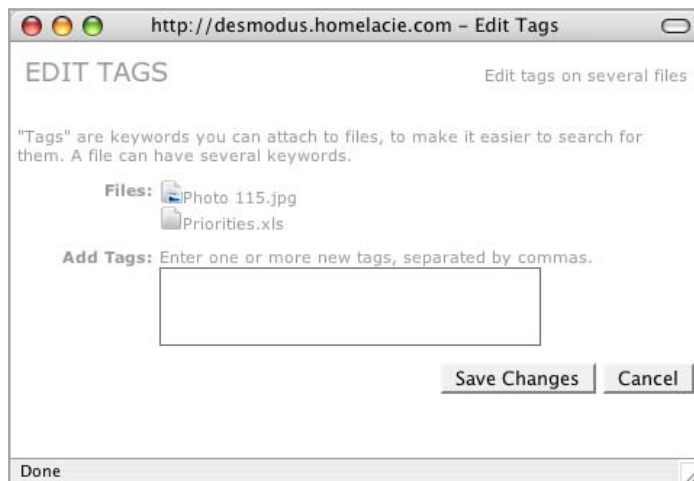 http://desmodus.homelacie.com – Edit Tags
EDIT TAGS
Edit tags on several files
"Tags" are keywords you can attach to files, to make it easier to search for
them. A file can have several keywords.
Files: Photo 115.jpg
Priorities.xls
Add Tags: Enter one or more new tags, separated by commas.
Save Changes Cancel
Done